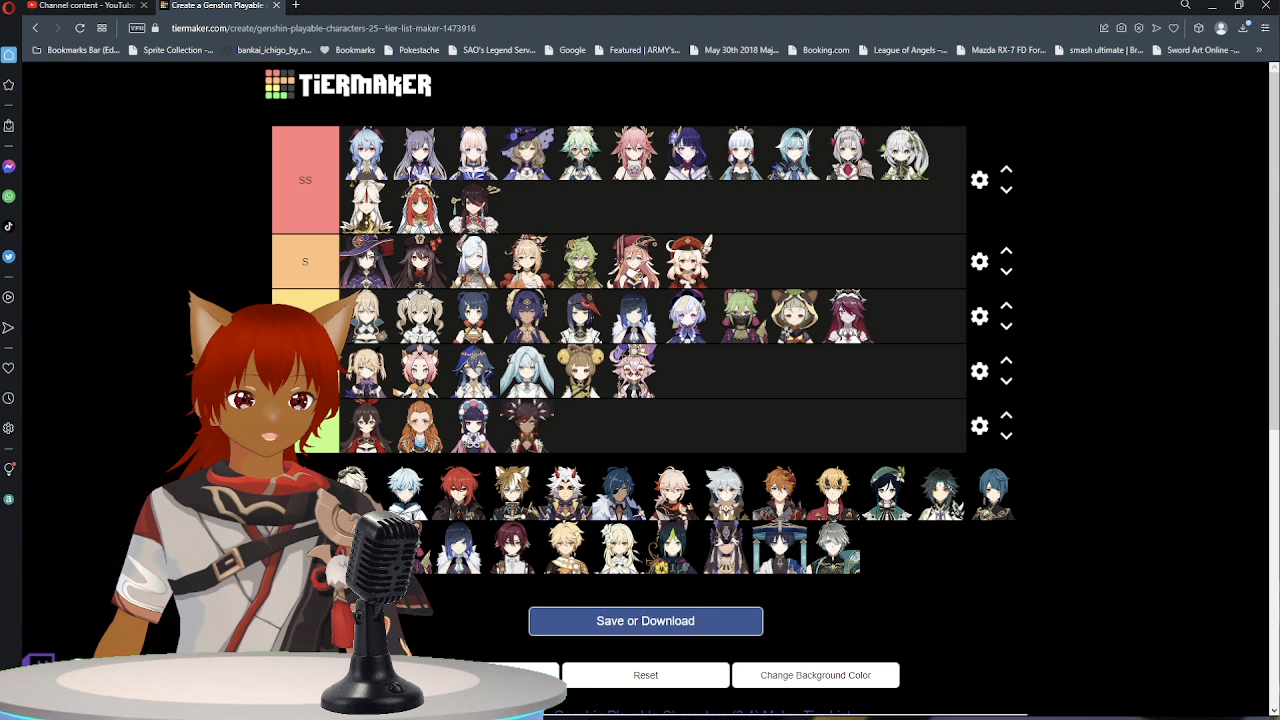 Channel content - YouTube
Create a Genshin Playable
tiermaker.com/create/genshin-playable-characters-25--tier-list-maker-1473916
VPN
Bookmarks Bar (Ed...
Sprite Collection -...
bankai_ichigo_by_n...
Bookmarks
Pokestache
SAO's Legend Serv...
Google
Featured | ARMY's...
May 30th 2018 Maj...
Booking.com
League of Angels –...
Mazda RX-7 FD For...
smash ultimate | Br...
Sword Art Online –...
TiERMAKER
SS
S
Save or Download
Reset
Change Background Color